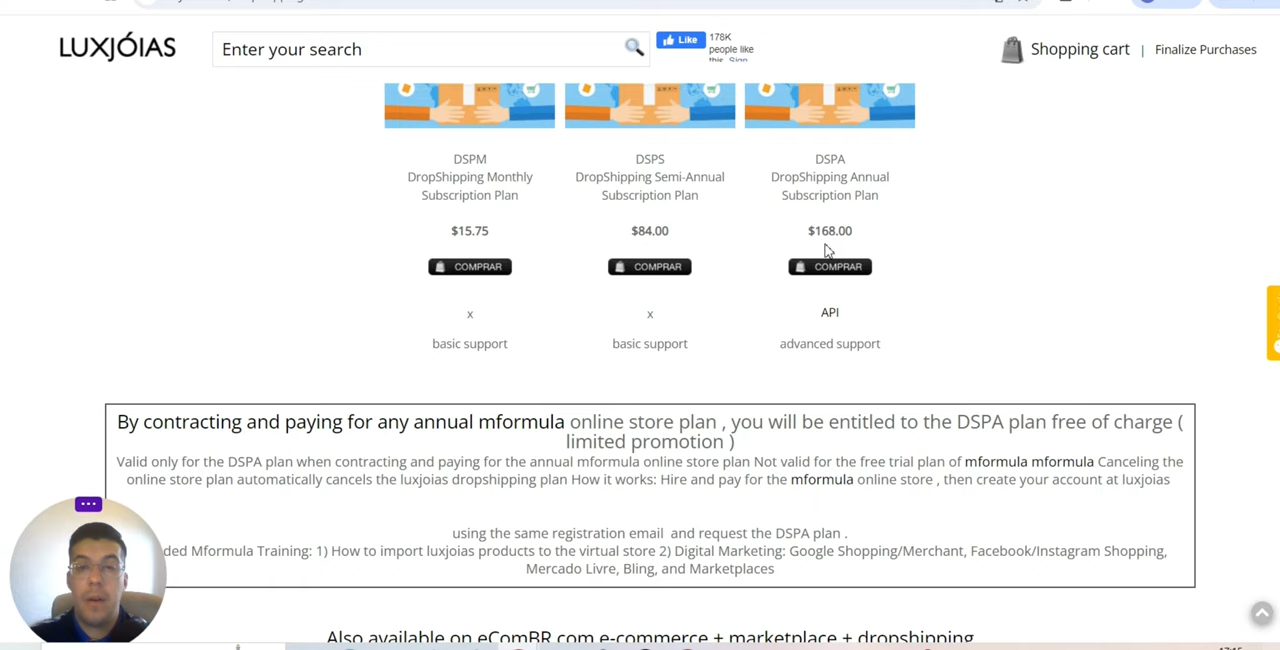 LUXJÓIAS
Enter your search
Like
178K
people like
this. Sign
Shopping cart | Finalize Purchases
DSPM
DropShipping Monthly
Subscription Plan
$15.75
COMPRAR
x
basic support
DSPS
DropShipping Semi-Annual
Subscription Plan
$84.00
COMPRAR
x
basic support
DSPA
DropShipping Annual
Subscription Plan
$168.00
COMPRAR
API
advanced support
By contracting and paying for any annual mformula online store plan , you will be entitled to the DSPA plan free of charge (
limited promotion )
Valid only for the DSPA plan when contracting and paying for the annual mformula online store plan Not valid for the free trial plan of mformula mformula Canceling the
online store plan automatically cancels the luxjoias dropshipping plan How it works: Hire and pay for the mformula online store , then create your account at luxjoias
using the same registration email and request the DSPA plan .
Mformula Training: 1) How to import luxjoias products to the virtual store 2) Digital Marketing: Google Shopping/Merchant, Facebook/Instagram Shopping,
Mercado Livre, Bling, and Marketplaces
Also available on eComBR.com e-commerce + marketplace + dropshipping